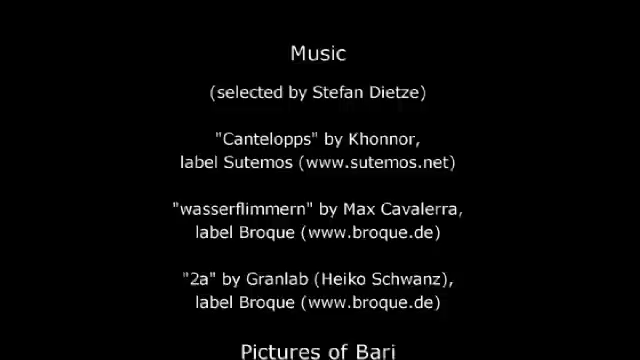 Music
(selected by Stefan Dietze)
"Cantelopps" by Khonnor,
label Sutemos (www.sutemos.net)
"wasserflimmern" by Max Cavalerra,
label Broque (www.broque.de)
"2a" by Granlab (Heiko Schwanz),
label Broque (www.broque.de)
Pictures of Bari